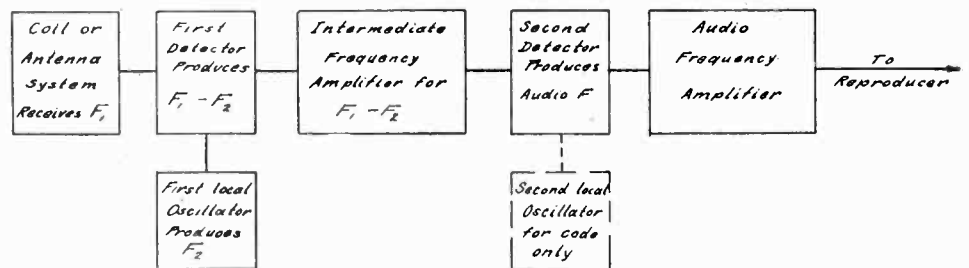 Coil or
Antenna
System
Receives F₁
First
Detector
Produces
F₁ - F₂
Intermediate
Frequency
Amplifier for
F₁ - F₂
Second
Detector
Produces
Audio F
Audio
Frequency
Amplifier
To
Reproducer
First local
Oscillator
Produces
F₂
Second local
Oscillator
for code
only